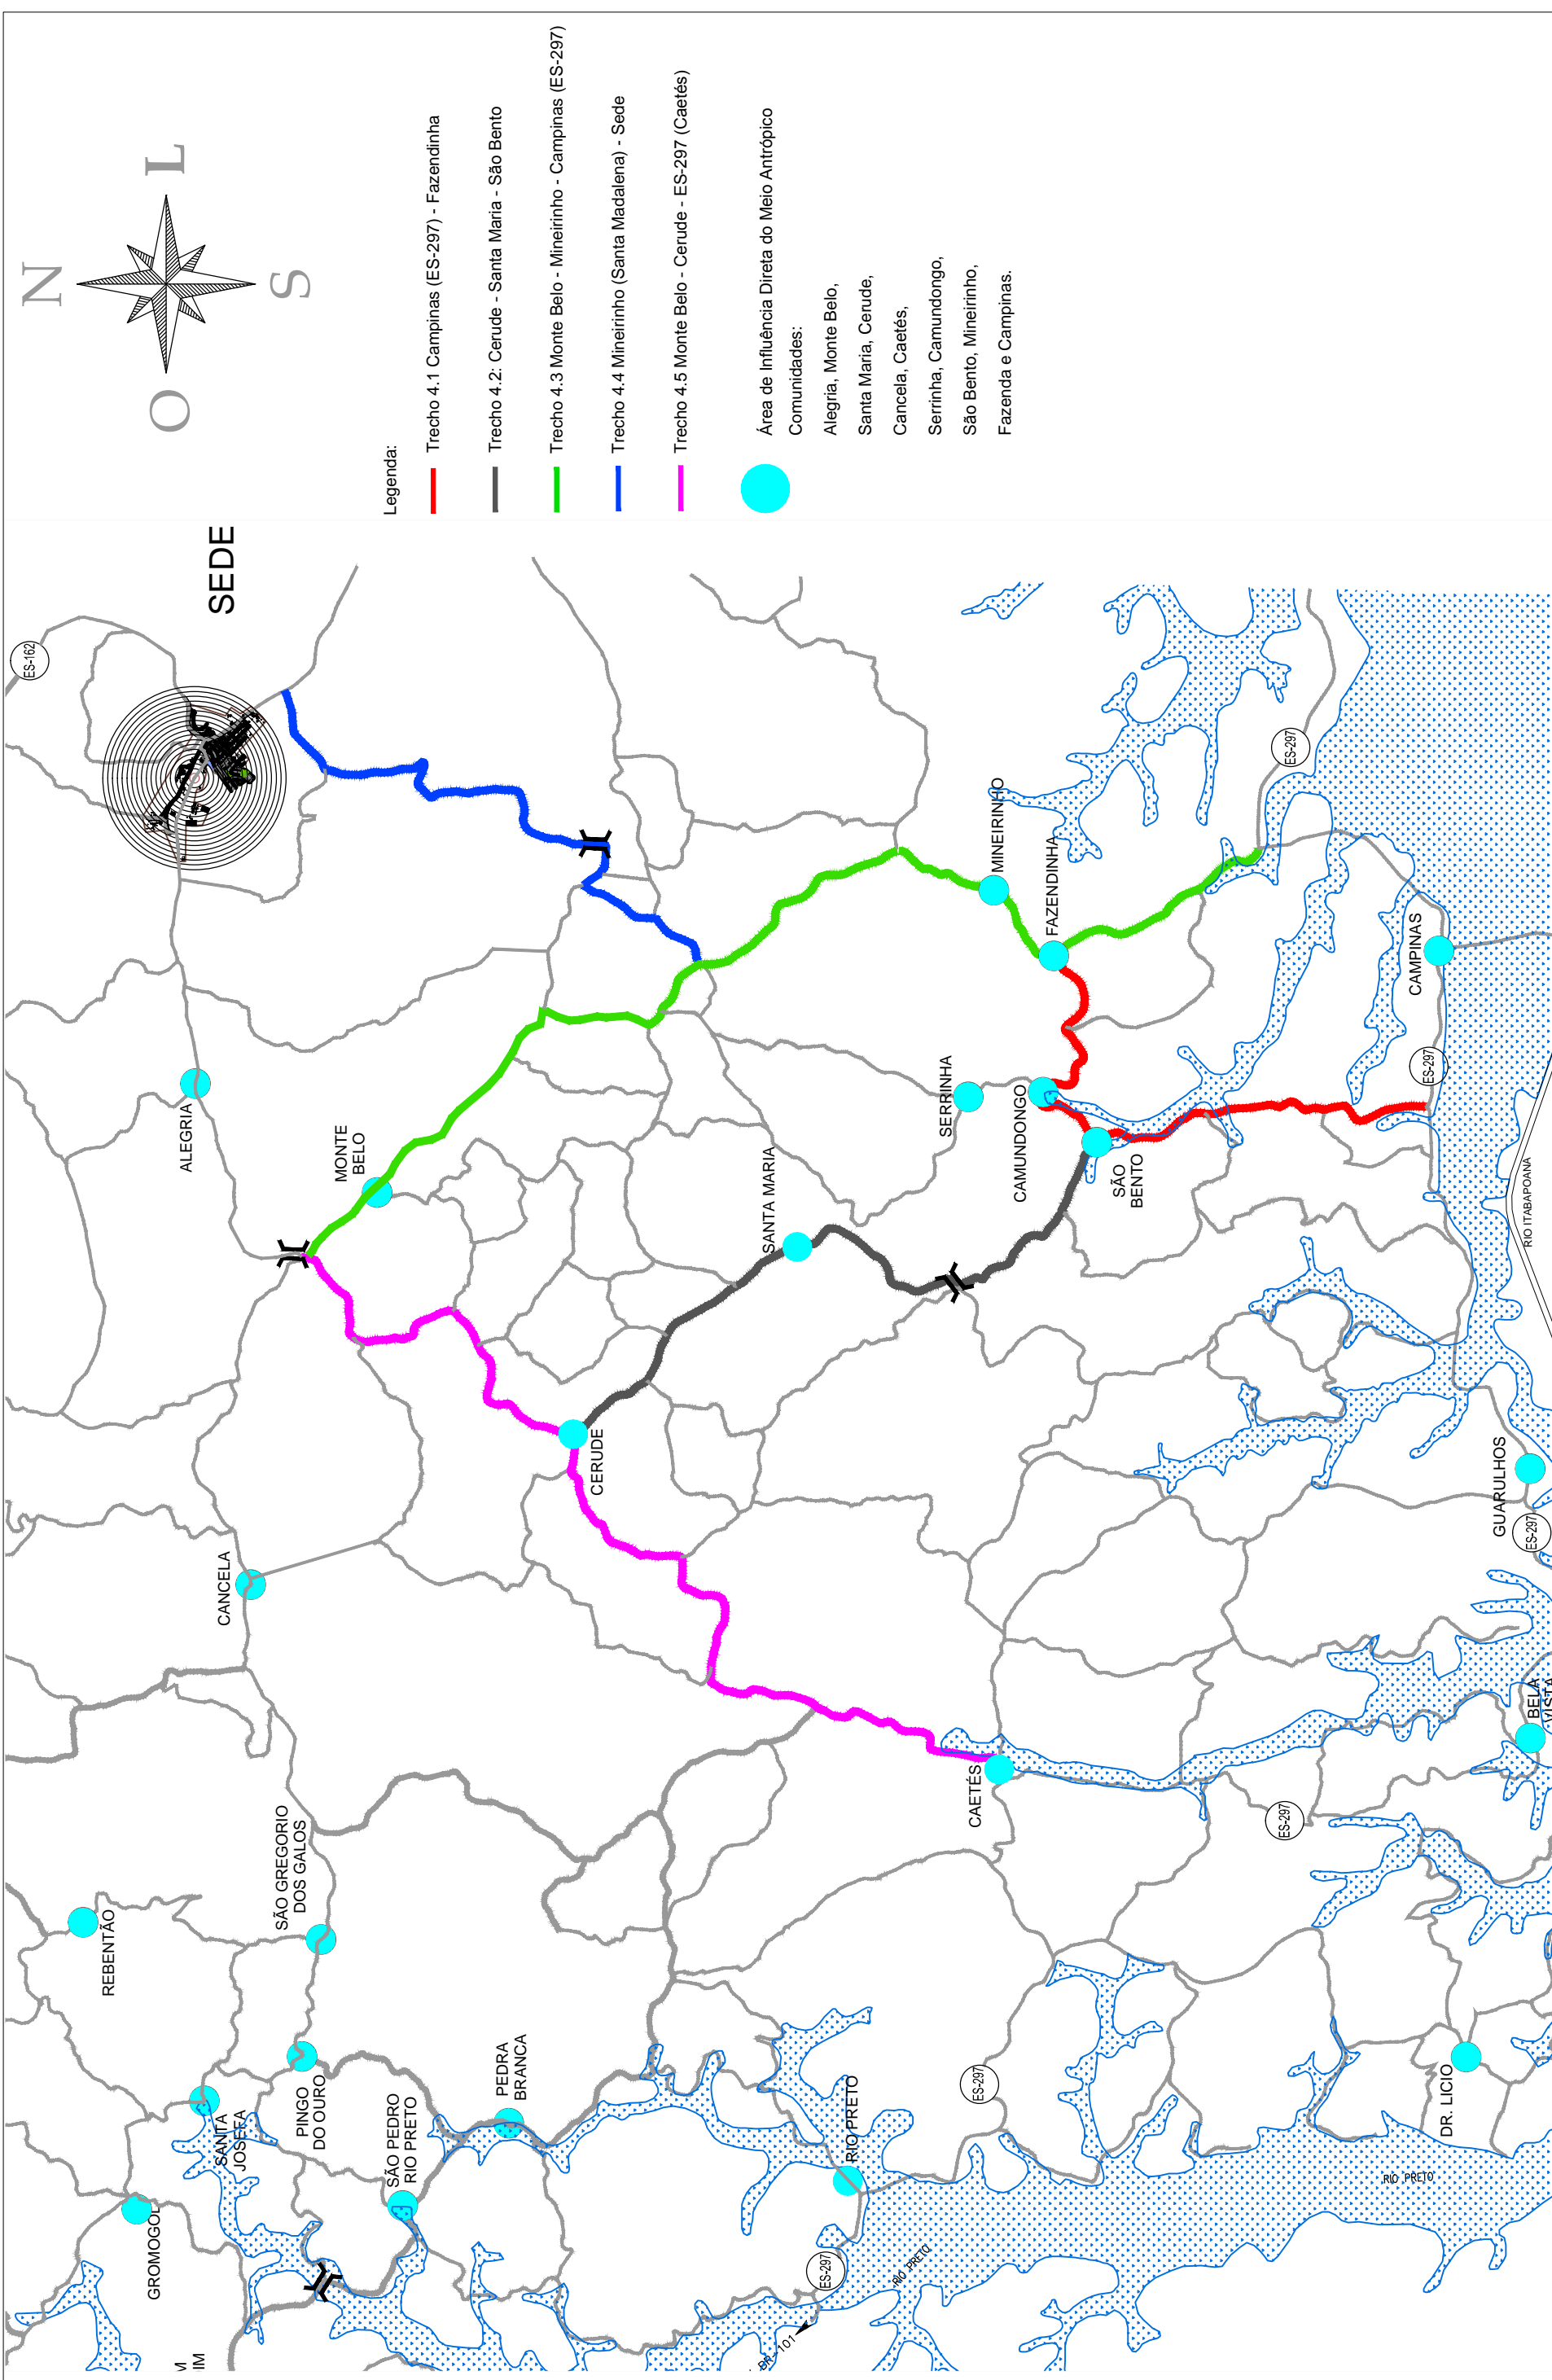 N
L
O
S
SEDE
ES-162
Legenda:
Trecho 4.1 Campinas (ES-297) - Fazendinha
Trecho 4.2: Cerude - Santa Maria - São Bento
Trecho 4.3 Monte Belo - Mineirinho - Campinas (ES-297)
Trecho 4.4 Mineirinho (Santa Madalena) - Sede
Trecho 4.5 Monte Belo - Cerude - ES-297 (Caetés)
Área de Influência Direta do Meio Antrópico
Comunidades:
Alegria, Monte Belo,
Santa Maria, Cerude,
Cancela, Caetés,
Serrinha, Camundongo,
São Bento, Mineirinho,
Fazenda e Campinas.
GROMOGOL
REBENTÃO
SANTA
JOSEFA
PINGO
DO OURO
SÃO GREGORIO
DOS GALOS
CANCELA
ALEGRIA
MONTE
BELO
SÃO PEDRO
RIO PRETO
PEDRA
BRANCA
CERUDE
SANTA MARIA
SERRINHA
MINEIRINHO
FAZENDINHA
CAMUNDONGO
SÃO
BENTO
CAETÉS
RIO PRETO
ES-297
ES-297
RIO PRETO
BR-101
ES-297
ES-297
CAMPINAS
ES-297
RIO ITABAPOANA
GUARULHOS
ES-297
BELA
VISTA
DR. LICIO
RIO PRETO
M
IM